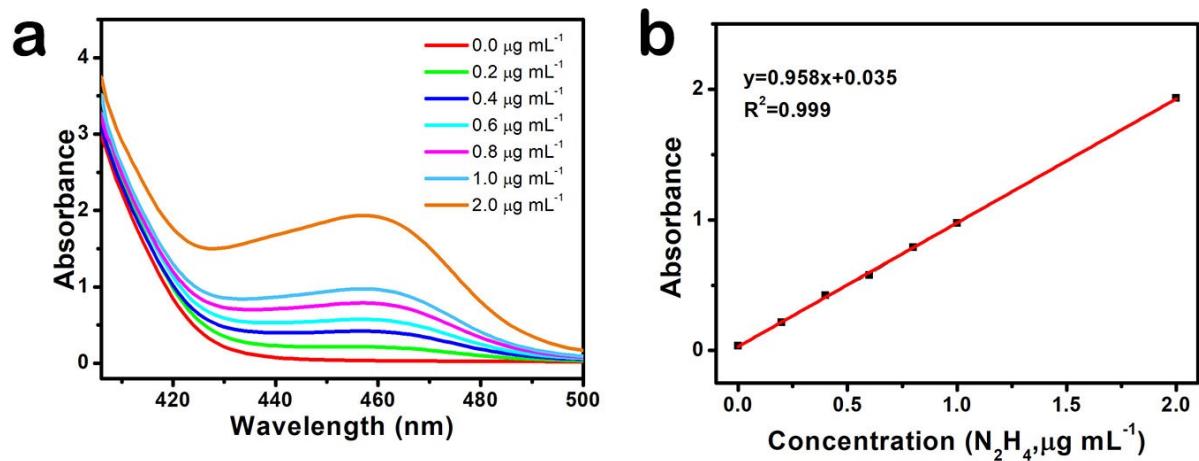 a
4
3
2
1
0
Absorbance
420
440
460
480
500
Wavelength (nm)
0.0 μg mL⁻¹
0.2 μg mL⁻¹
0.4 μg mL⁻¹
0.6 μg mL⁻¹
0.8 μg mL⁻¹
1.0 μg mL⁻¹
2.0 μg mL⁻¹
b
y=0.958x+0.035
R²=0.999
2
1
0
Absorbance
0.0
0.5
1.0
1.5
2.0
Concentration (N₂H₄,μg mL⁻¹)